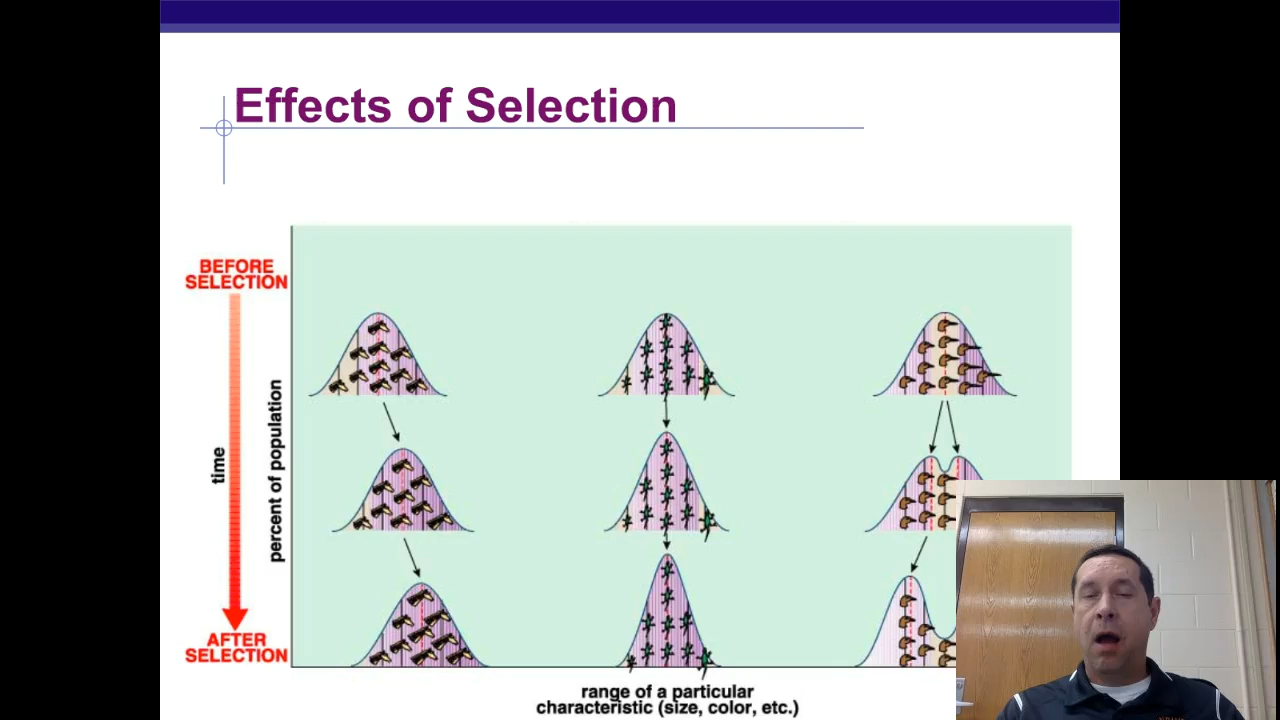 Effects of Selection
BEFORE
SELECTION
time
percent of population
AFTER
SELECTION
range of a particular
characteristic (size, color, etc.)